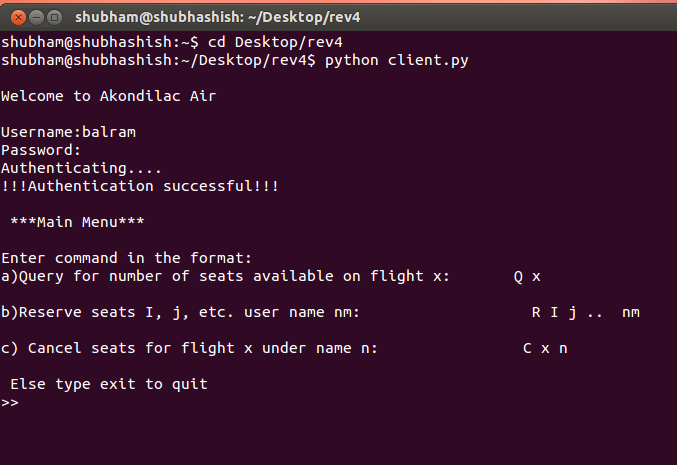 shubham@shubhashish: ~/Desktop/rev4
shubham@shubhashish:~$ cd Desktop/rev4
shubham@shubhashish:~/Desktop/rev4$ python client.py
Welcome to Akondilac Air
Username:balram
Password:
Authenticating....
!!!Authentication successful!!!
***Main Menu***
Enter command in the format:
a)Query for number of seats available on flight x: Q x
b)Reserve seats I, j, etc. user name nm: R I j .. nm
c) Cancel seats for flight x under name n: C x n
Else type exit to quit
>>